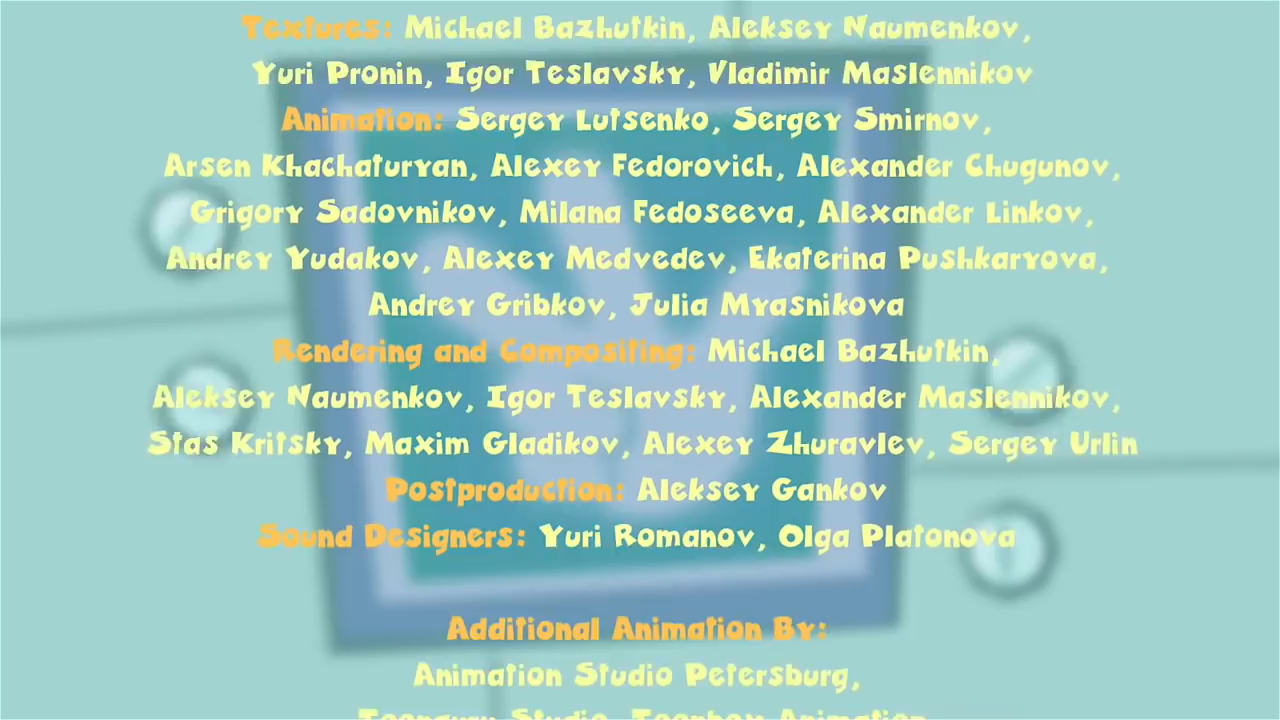 Textures: Michael Bazhutkin, Aleksey Naumenkov,
Yuri Pronin, Igor Teslavsky, Vladimir Maslennikov
Animation: Sergey Lutsenko, Sergey Smirnov,
Arsen Khachaturyan, Alexey Fedorovich, Alexander Chugunov,
Grigory Sadovnikov, Milana Fedoseeva, Alexander Linkov,
Andrey Yudakov, Alexey Medvedev, Ekaterina Pushkaryova,
Andrey Gribkov, Julia Myasnikova
Rendering and Compositing: Michael Bazhutkin,
Aleksey Naumenkov, Igor Teslavsky, Alexander Maslennikov,
Stas Kritsky, Maxim Gladikov, Alexey Zhuravlev, Sergey Urlin
Postproduction: Aleksey Gankov
Sound Designers: Yuri Romanov, Olga Platonova
Additional Animation By:
Animation Studio Petersburg,
Studio, Toonbox Animation